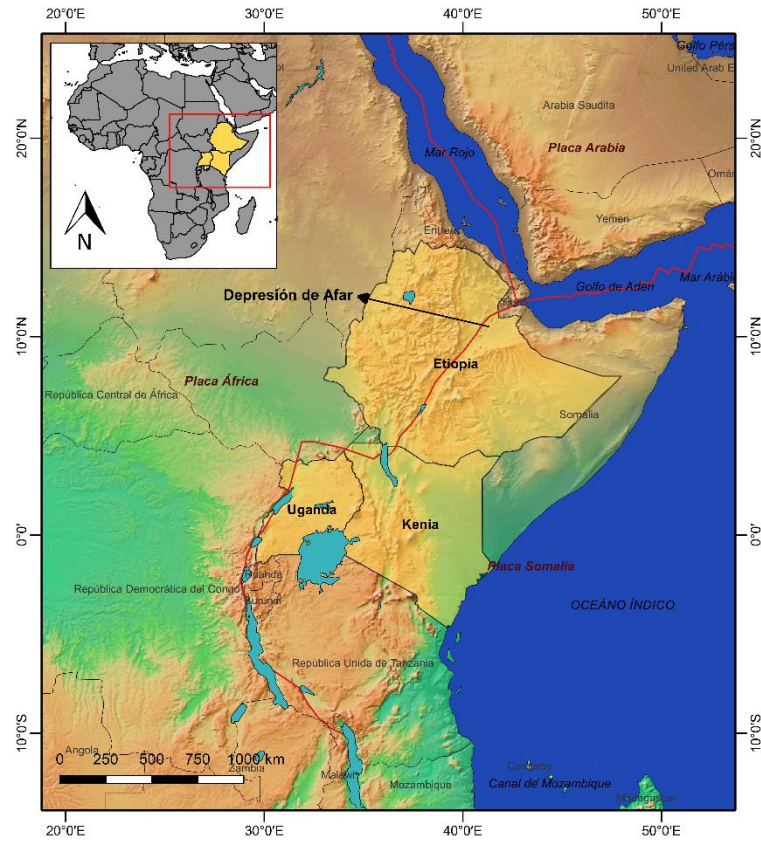 20°0'E
30°0'E
40°0'E
50°0'E
Golfo Pérs
United Arab E
Arabia Saudita
20°0'N
20°0'N
Mar Rojo
Placa Arabia
Omán
N
Eritrea
Yemen
Mar Arábic
Golfo de Aden
Depresión de Afar
10°0'N
10°0'N
Etiopia
Placa África
República Central de África
Somalia
Uganda
Kenia
0°0'
0°0'
Placa Somalia
Ruanda
República Democrática del Congo
Burundi
OCEÁNO ÍNDICO
República Unida de Tanzania
10°0'S
10°0'S
Angola
0 250 500 750 1000 km
Zambia
Malawi
Comoros
Mozambique
Canal de Mozambique
Madagascar
20°0'E
30°0'E
40°0'E
50°0'E